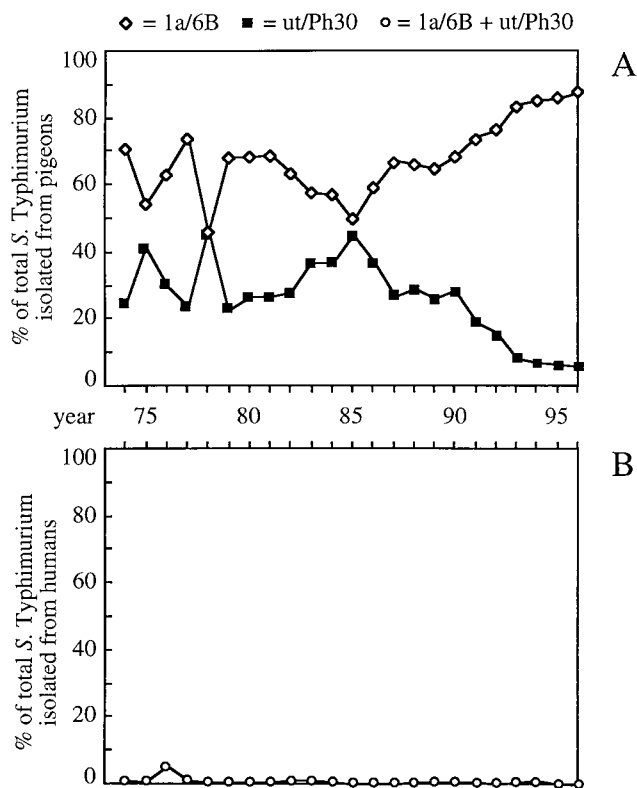 ◇ = 1a/6B ■ = ut/Ph30 ○ = 1a/6B + ut/Ph30
A
% of total S. Typhimurium
isolated from pigeons
100
80
60
40
20
0
year 75 80 85 90 95
B
% of total S. Typhimurium
isolated from humans
100
80
60
40
20
0